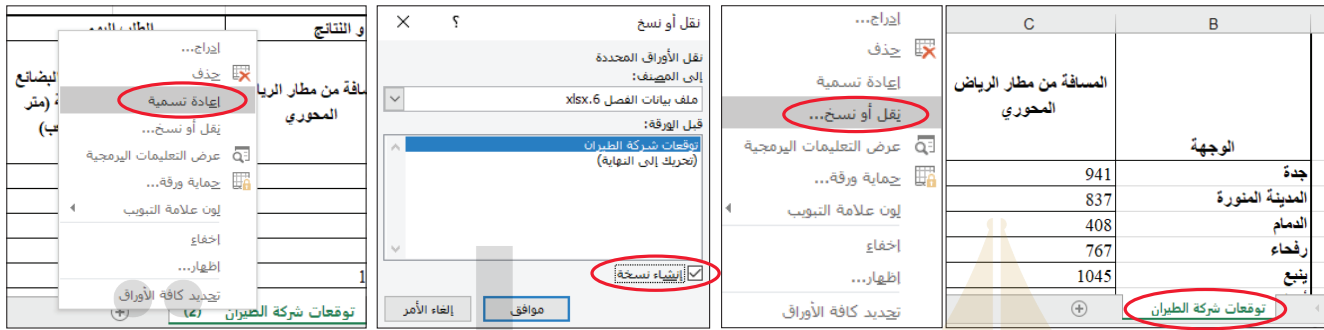 B C
المسافة من مطار الرياض
المحوري
الوجهة
جدة 941
المدينة المنورة 837
الدمام 408
رفحاء 767
ينبع 1045
توقعات شركة الطيران
إدراج...
حذف
إعادة تسمية
نقل أو نسخ...
عرض التعليمات البرمجية
حماية ورقة...
لون علامة التبويب
إخفاء
إظهار...
تحديد كافة الأوراق
نقل أو نسخ ؟
نقل الأوراق المحددة
إلى المصنف:
ملف بيانات الفصل 6.xlsx
قبل الورقة:
توقعات شركة الطيران
(تحريك إلى النهاية)
إنشاء نسخة
موافق إلغاء الأمر
و النتائج
من مطار
المحوري
(متر
1
إدراج...
حذف
إعادة تسمية
نقل أو نسخ...
عرض التعليمات البرمجية
حماية ورقة...
لون علامة التبويب
إخفاء
إظهار...
تحديد كافة الأوراق
توقعات شركة الطيران (2)